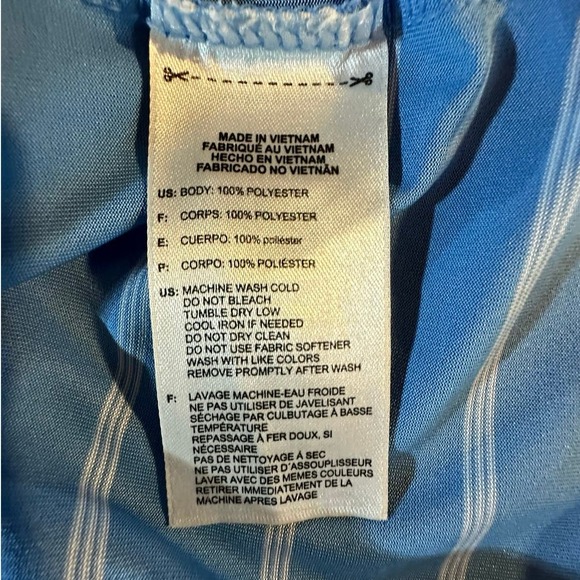 MADE IN VIETNAM
FABRIQUÉ AU VIETNAM
HECHO EN VIETNAM
FABRICADO NO VIETNÃN
US: BODY: 100% POLYESTER
F: CORPS: 100% POLYESTER
E: CUERPO: 100% poliéster
P: CORPO: 100% POLIÉSTER
US: MACHINE WASH COLD
DO NOT BLEACH
TUMBLE DRY LOW
COOL IRON IF NEEDED
DO NOT DRY CLEAN
DO NOT USE FABRIC SOFTENER
WASH WITH LIKE COLORS
REMOVE PROMPTLY AFTER WASH
F: LAVAGE MACHINE-EAU FROIDE
NE PAS UTILISER DE JAVELISANT
SÉCHAGE PAR CULBUTAGE À BASSE
TEMPÉRATURE
REPASSAGE À FER DOUX, SI
NÉCESSAIRE
PAS DE NETTOYAGE À SEC
NE PAS UTILISER D'ASSOUPLISSEUR
LAVER AVEC DES MEMES COULEURS
RETIRER IMMEDIATEMENT DE LA
MACHINE APRES LAVAGE